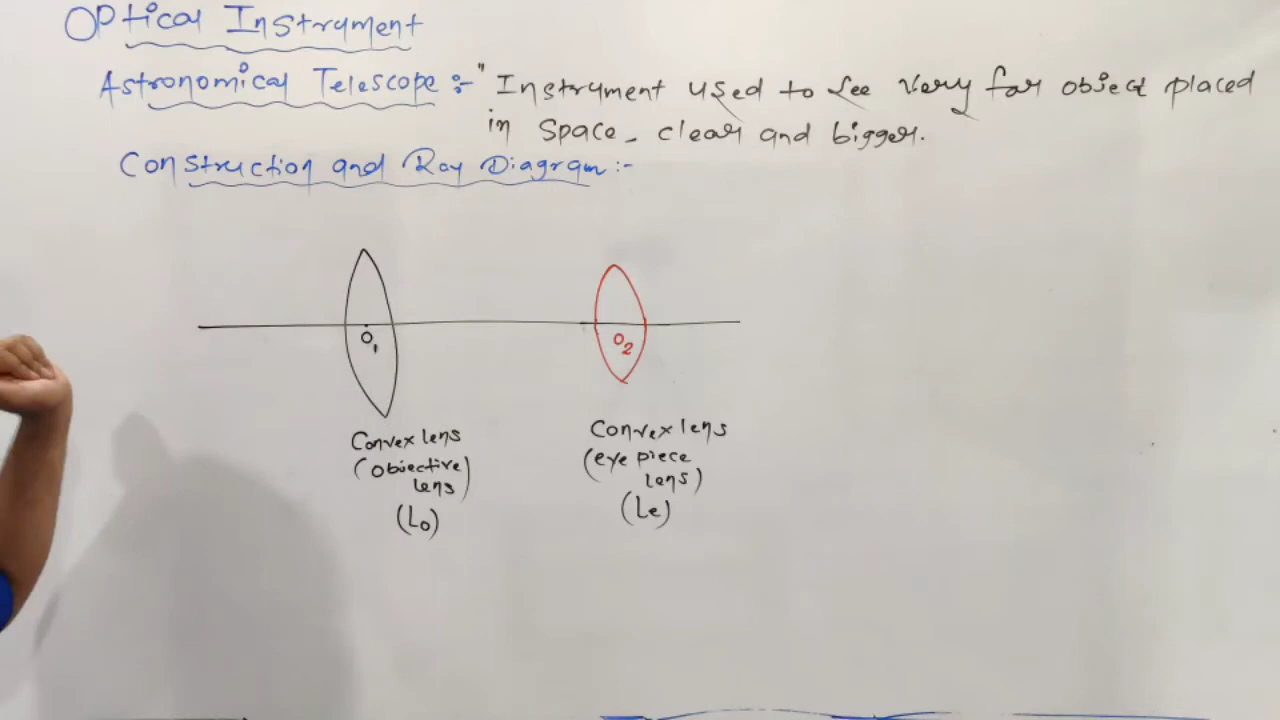 Optical Instrument
Astronomical Telescope :- " Instrument used to see very far object placed
in space - clear and bigger.
Construction and Ray Diagram :-
O1
O2
Convex lens
(objective
lens)
(Lo)
Convex lens
(eye piece
lens)
(Le)